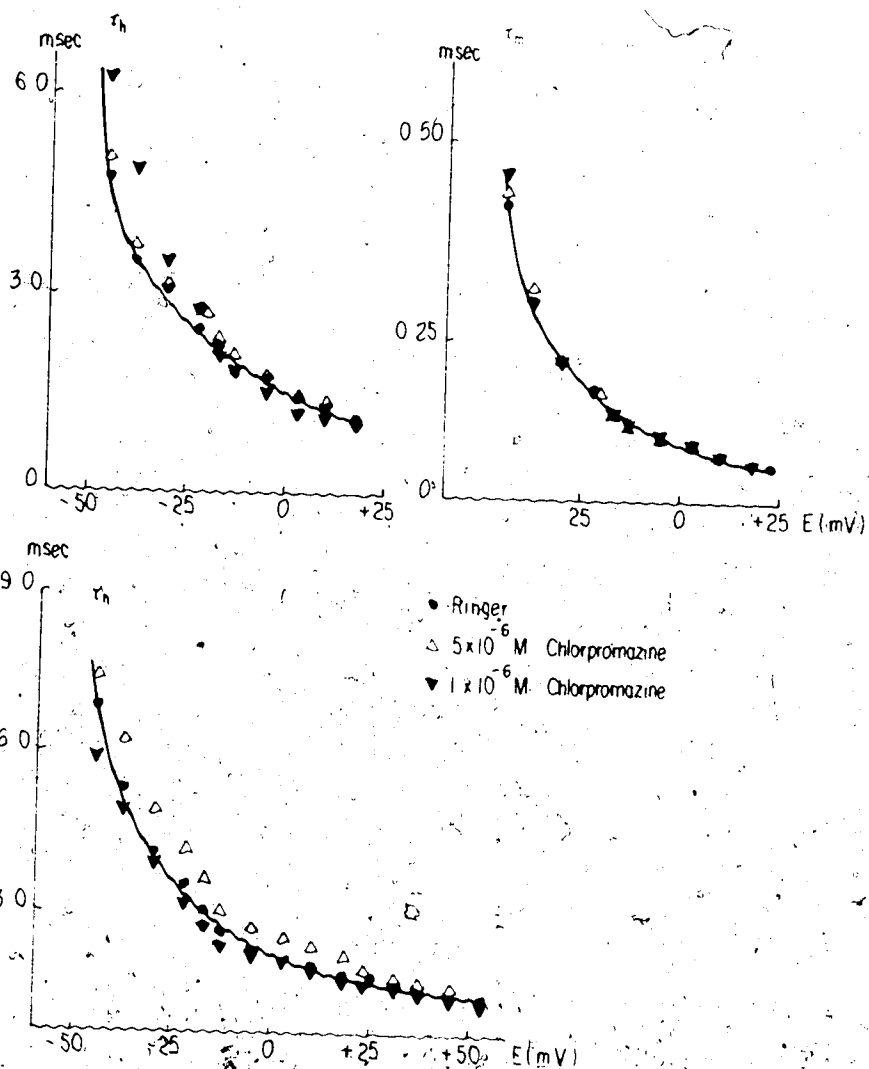 msec
τh
6 0
3 0
0
-50
-25
0
+25
msec
τm
0 50
0 25
0
25
0
+25
E (mV)
msec
9 0
τn
6 0
3 0
-50
-25
0
+25
+50
E (mV)
● Ringer
△ 5×10⁻⁶ M Chlorpromazine
▼ 1×10⁻⁶ M Chlorpromazine